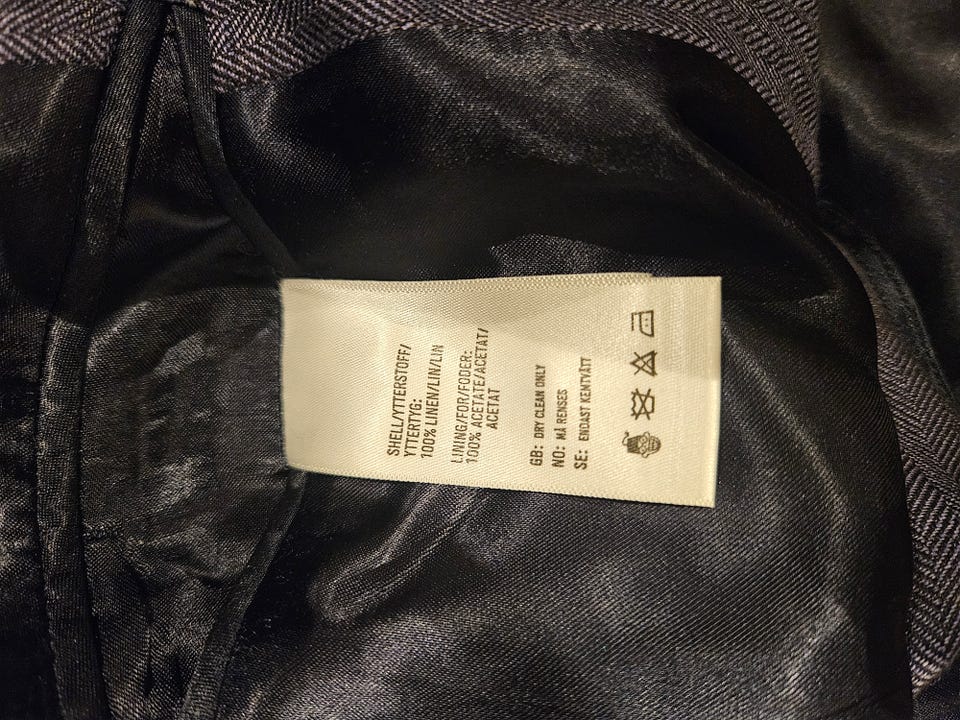 SHELL/YTTERSTOFF/
YTTERTYG:
100% LINEN/LIN/LIN
LINING/FOR/FODER:
100% ACETATE/ACETAT/
ACETAT
GB: DRY CLEAN ONLY
NO: MÅ RENSES
SE: ENDAST KEMTVÄTT